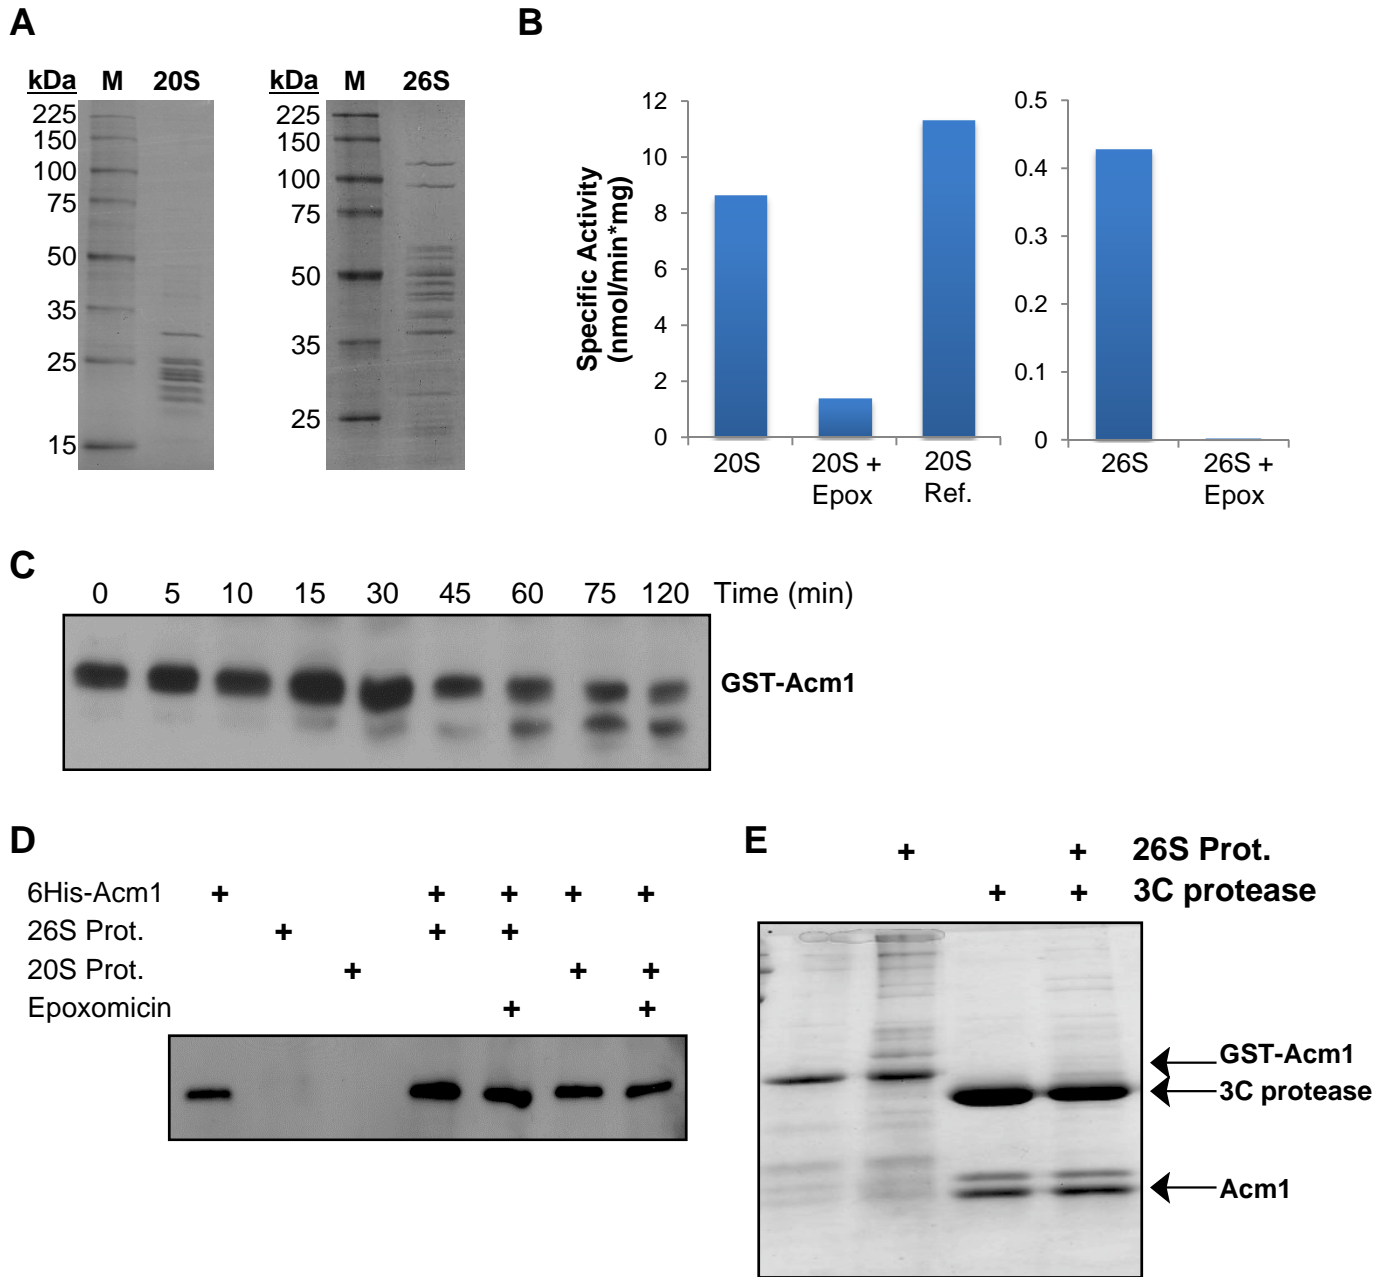 A
kDa M 20S
225
150
100
75
50
35
25
15
kDa M 26S
225
150
100
75
50
35
25
B
Specific Activity
(nmol/min*mg)
12
10
8
6
4
2
0
20S
20S +
Epox
20S
Ref.
0.5
0.4
0.3
0.2
0.1
0
26S
26S +
Epox
C
0 5 10 15 30 45 60 75 120 Time (min)
GST-Acm1
D
6His-Acm1 + + + + +
26S Prot. + + +
20S Prot. + + +
Epoxomicin + +
E
+ + 26S Prot.
+ + 3C protease
GST-Acm1
3C protease
Acm1